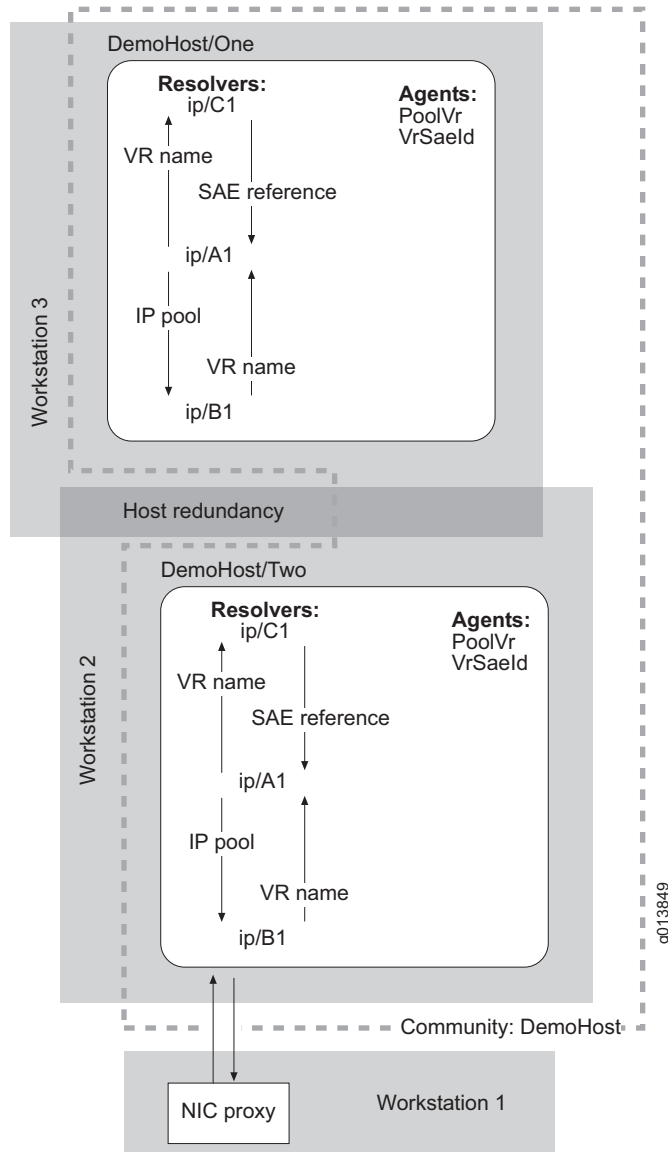 DemoHost/One
Resolvers:
ip/C1
Agents:
PoolVr
VrSaeId
VR name
SAE reference
ip/A1
IP pool
VR name
ip/B1
Workstation 3
Host redundancy
DemoHost/Two
Resolvers:
ip/C1
Agents:
PoolVr
VrSaeId
VR name
SAE reference
ip/A1
IP pool
VR name
ip/B1
Workstation 2
g013849
Community: DemoHost
NIC proxy
Workstation 1